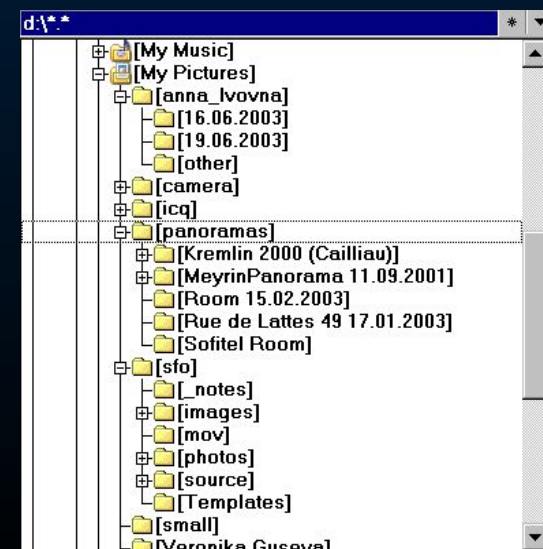 d:\*.*
*
[My Music]
[My Pictures]
[anna_lvovna]
[16.06.2003]
[19.06.2003]
[other]
[camera]
[icq]
[panoramas]
[Kremlin 2000 (Cailliau)]
[MeyrinPanorama 11.09.2001]
[Room 15.02.2003]
[Rue de Lattes 49 17.01.2003]
[Sofitel Room]
[sfo]
[_notes]
[images]
[mov]
[photos]
[source]
[Templates]
[small]
[Veronika Guseva]